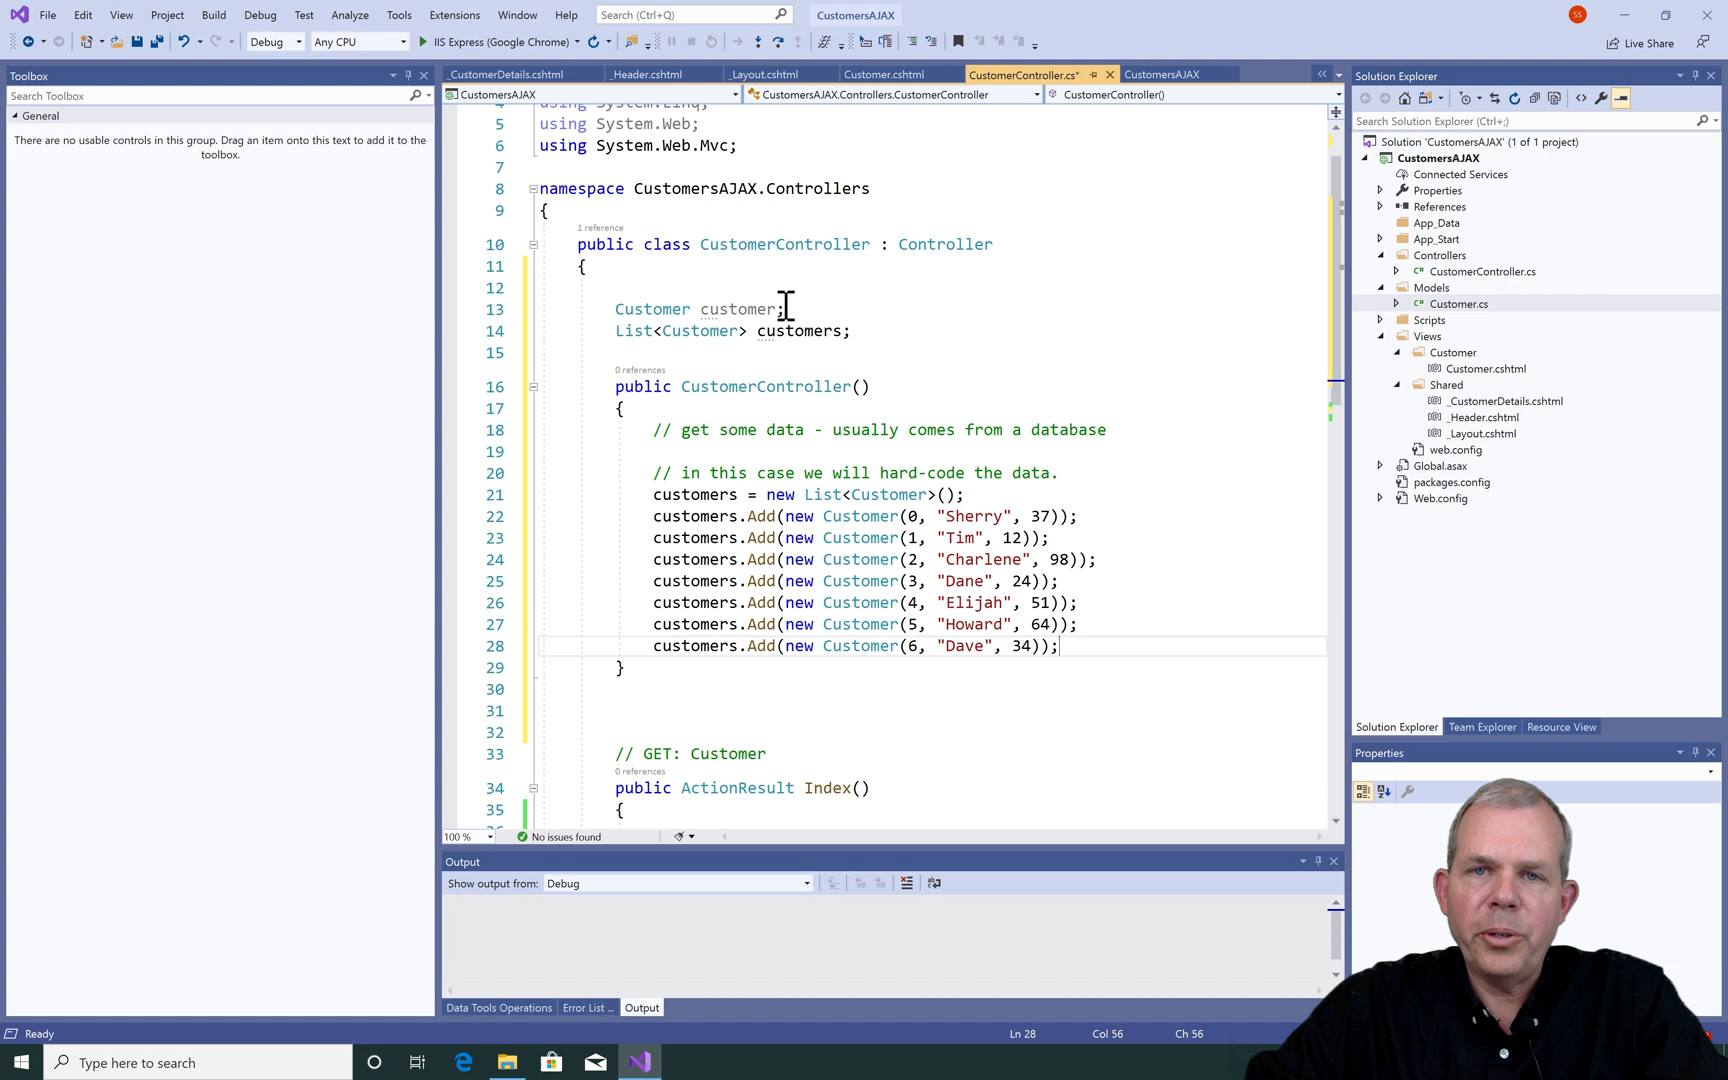 File Edit View Project Build Debug Test Analyze Tools Extensions Window Help Search (Ctrl+Q) CustomersAJAX SS
Debug Any CPU IIS Express (Google Chrome) Live Share
Toolbox
Search Toolbox
General
There are no usable controls in this group. Drag an item onto this text to add it to the
toolbox.
_CustomerDetails.cshtml _Header.cshtml _Layout.cshtml Customer.cshtml CustomerController.cs* CustomersAJAX
CustomersAJAX CustomersAJAX.Controllers.CustomerController CustomerController()
4 using System.Linq;
5 using System.Web;
6 using System.Web.Mvc;
7
8 namespace CustomersAJAX.Controllers
9 {
1 reference
10 public class CustomerController : Controller
11 {
12
13 Customer customer;
14 List<Customer> customers;
15
0 references
16 public CustomerController()
17 {
18 // get some data - usually comes from a database
19
20 // in this case we will hard-code the data.
21 customers = new List<Customer>();
22 customers.Add(new Customer(0, "Sherry", 37));
23 customers.Add(new Customer(1, "Tim", 12));
24 customers.Add(new Customer(2, "Charlene", 98));
25 customers.Add(new Customer(3, "Dane", 24));
26 customers.Add(new Customer(4, "Elijah", 51));
27 customers.Add(new Customer(5, "Howard", 64));
28 customers.Add(new Customer(6, "Dave", 34));
29 }
30
31
32
33 // GET: Customer
0 references
34 public ActionResult Index()
35 {
100 % No issues found
Output
Show output from: Debug
Data Tools Operations Error List ... Output
Solution Explorer
Search Solution Explorer (Ctrl+;)
Solution 'CustomersAJAX' (1 of 1 project)
CustomersAJAX
Connected Services
Properties
References
App_Data
App_Start
Controllers
C# CustomerController.cs
Models
C# Customer.cs
Scripts
Views
Customer
[@] Customer.cshtml
Shared
[@] _CustomerDetails.cshtml
[@] _Header.cshtml
[@] _Layout.cshtml
web.config
Global.asax
packages.config
Web.config
Solution Explorer Team Explorer Resource View
Properties
Ready Ln 28 Col 56 Ch 56
Type here to search